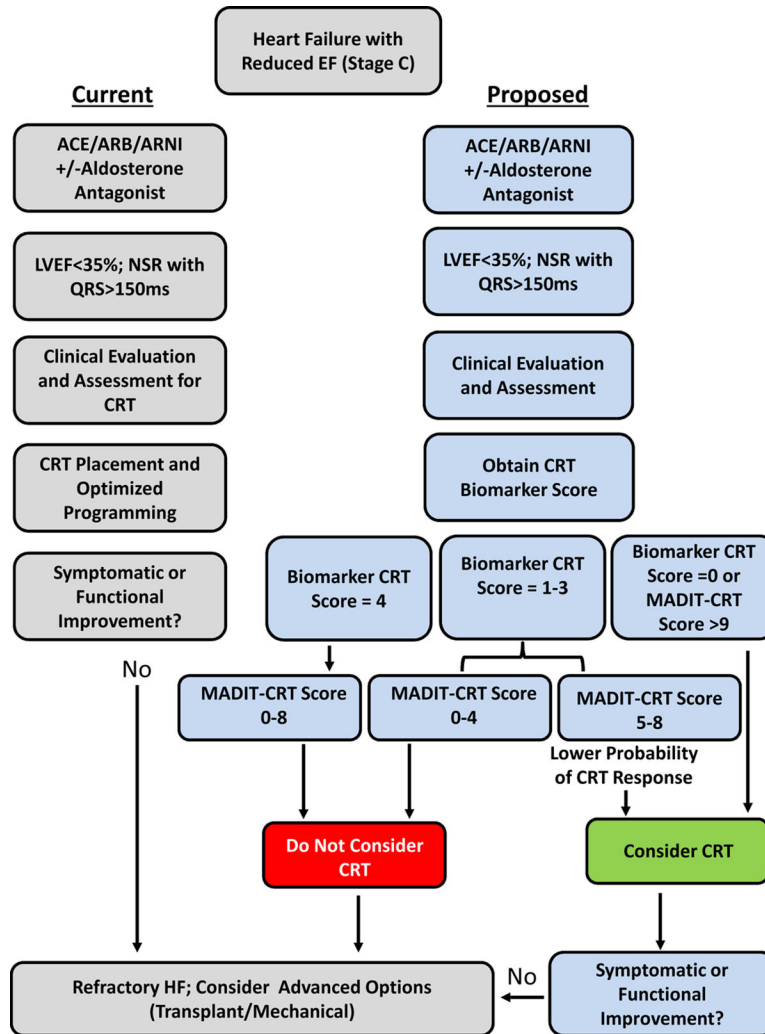 Heart Failure with
Reduced EF (Stage C)
Current
ACE/ARB/ARNI
+/-Aldosterone
Antagonist
LVEF<35%; NSR with
QRS>150ms
Clinical Evaluation
and Assessment for
CRT
CRT Placement and
Optimized
Programming
Symptomatic or
Functional
Improvement?
No
Proposed
ACE/ARB/ARNI
+/-Aldosterone
Antagonist
LVEF<35%; NSR with
QRS>150ms
Clinical Evaluation
and Assessment
Obtain CRT
Biomarker Score
Biomarker CRT
Score = 4
Biomarker CRT
Score = 1-3
Biomarker CRT
Score =0 or
MADIT-CRT
Score >9
MADIT-CRT Score
0-8
MADIT-CRT Score
0-4
MADIT-CRT Score
5-8
Lower Probability
of CRT Response
Do Not Consider
CRT
Consider CRT
Refractory HF; Consider  Advanced Options
(Transplant/Mechanical)
No
Symptomatic or
Functional
Improvement?